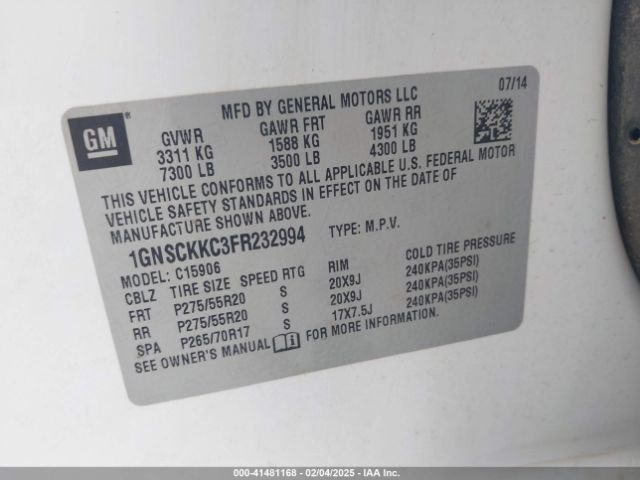 GM
®
MFD BY GENERAL MOTORS LLC
07/14
GVWR GAWR FRT GAWR RR
3311 KG 1588 KG 1951 KG
7300 LB 3500 LB 4300 LB
THIS VEHICLE CONFORMS TO ALL APPLICABLE U.S. FEDERAL MOTOR
VEHICLE SAFETY STANDARDS IN EFFECT ON THE DATE OF
MANUFACTURE SHOWN ABOVE.
1GNSCKKC3FR232994 TYPE: M.P.V.
MODEL: C15906
CBLZ TIRE SIZE SPEED RTG RIM COLD TIRE PRESSURE
FRT P275/55R20 S 20X9J 240KPA(35PSI)
RR P275/55R20 S 20X9J 240KPA(35PSI)
SPA P265/70R17 S 17X7.5J 240KPA(35PSI)
SEE OWNER'S MANUAL FOR MORE INFORMATION.
000-41481168 - 02/04/2025 - IAA Inc.